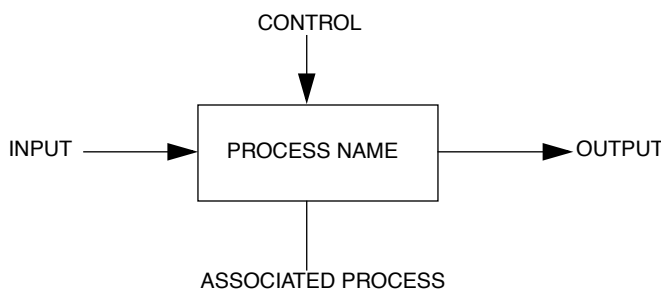 CONTROL
INPUT
PROCESS NAME
OUTPUT
ASSOCIATED PROCESS